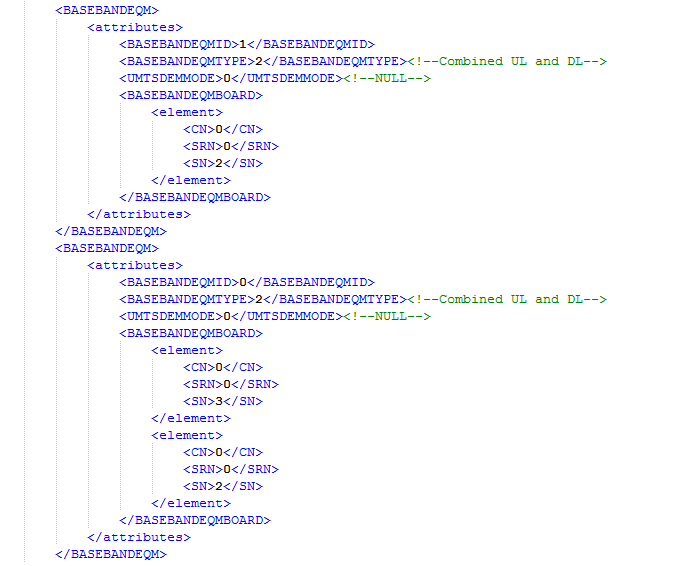 <BASEBANDEQM>
<attributes>
<BASEBANDEQMID>1</BASEBANDEQMID>
<BASEBANDEQMTYPE>2</BASEBANDEQMTYPE><!--Combined UL and DL-->
<UMTSDEMMODE>0</UMTSDEMMODE><!--NULL-->
<BASEBANDEQMBOARD>
<element>
<CN>0</CN>
<SRN>0</SRN>
<SN>2</SN>
</element>
</BASEBANDEQMBOARD>
</attributes>
</BASEBANDEQM>
<BASEBANDEQM>
<attributes>
<BASEBANDEQMID>0</BASEBANDEQMID>
<BASEBANDEQMTYPE>2</BASEBANDEQMTYPE><!--Combined UL and DL-->
<UMTSDEMMODE>0</UMTSDEMMODE><!--NULL-->
<BASEBANDEQMBOARD>
<element>
<CN>0</CN>
<SRN>0</SRN>
<SN>3</SN>
</element>
<element>
<CN>0</CN>
<SRN>0</SRN>
<SN>2</SN>
</element>
</BASEBANDEQMBOARD>
</attributes>
</BASEBANDEQM>